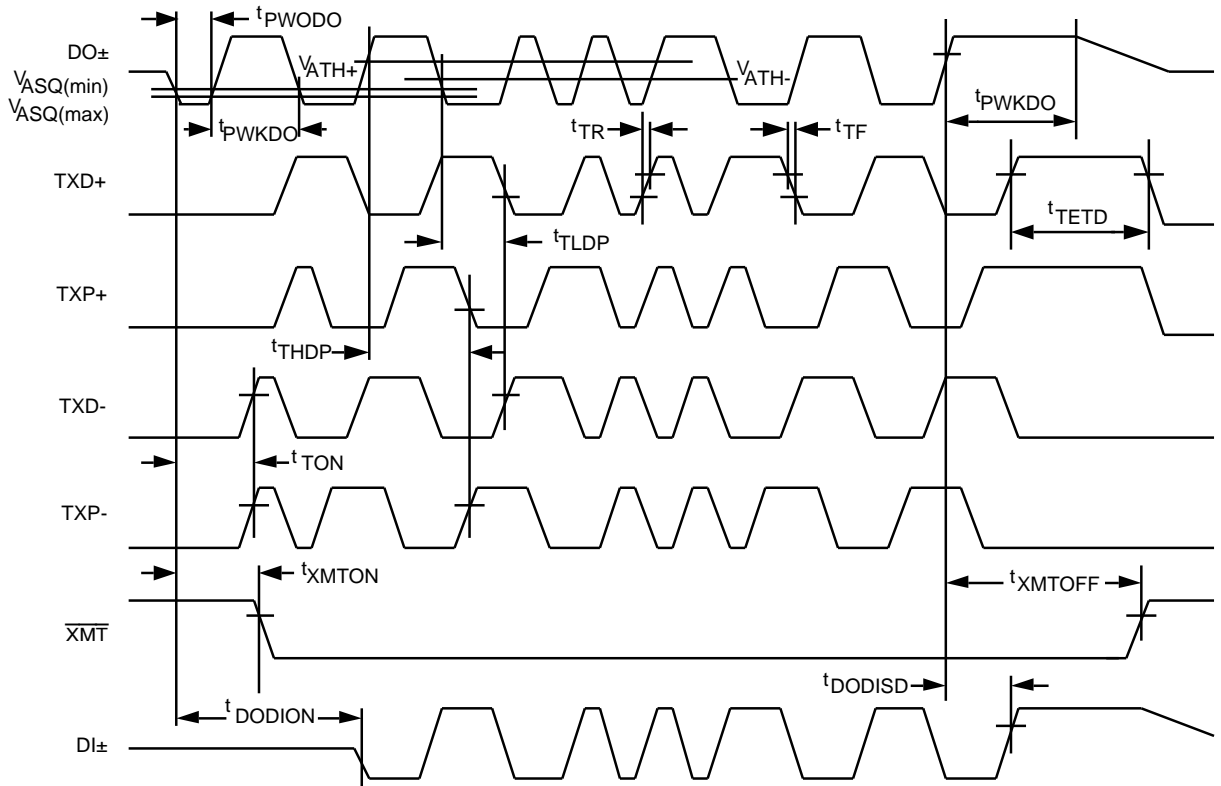 tPWODO
DO±
VATH+
VATH-
VASQ(min)
VASQ(max)
tPWKDO
tPWKDO
tTR
tTF
TXD+
tTETD
tTLDP
TXP+
tTHDP
TXD-
tTON
TXP-
tXMTON
tXMTOFF
XMT
tDODISD
tDODION
DI±